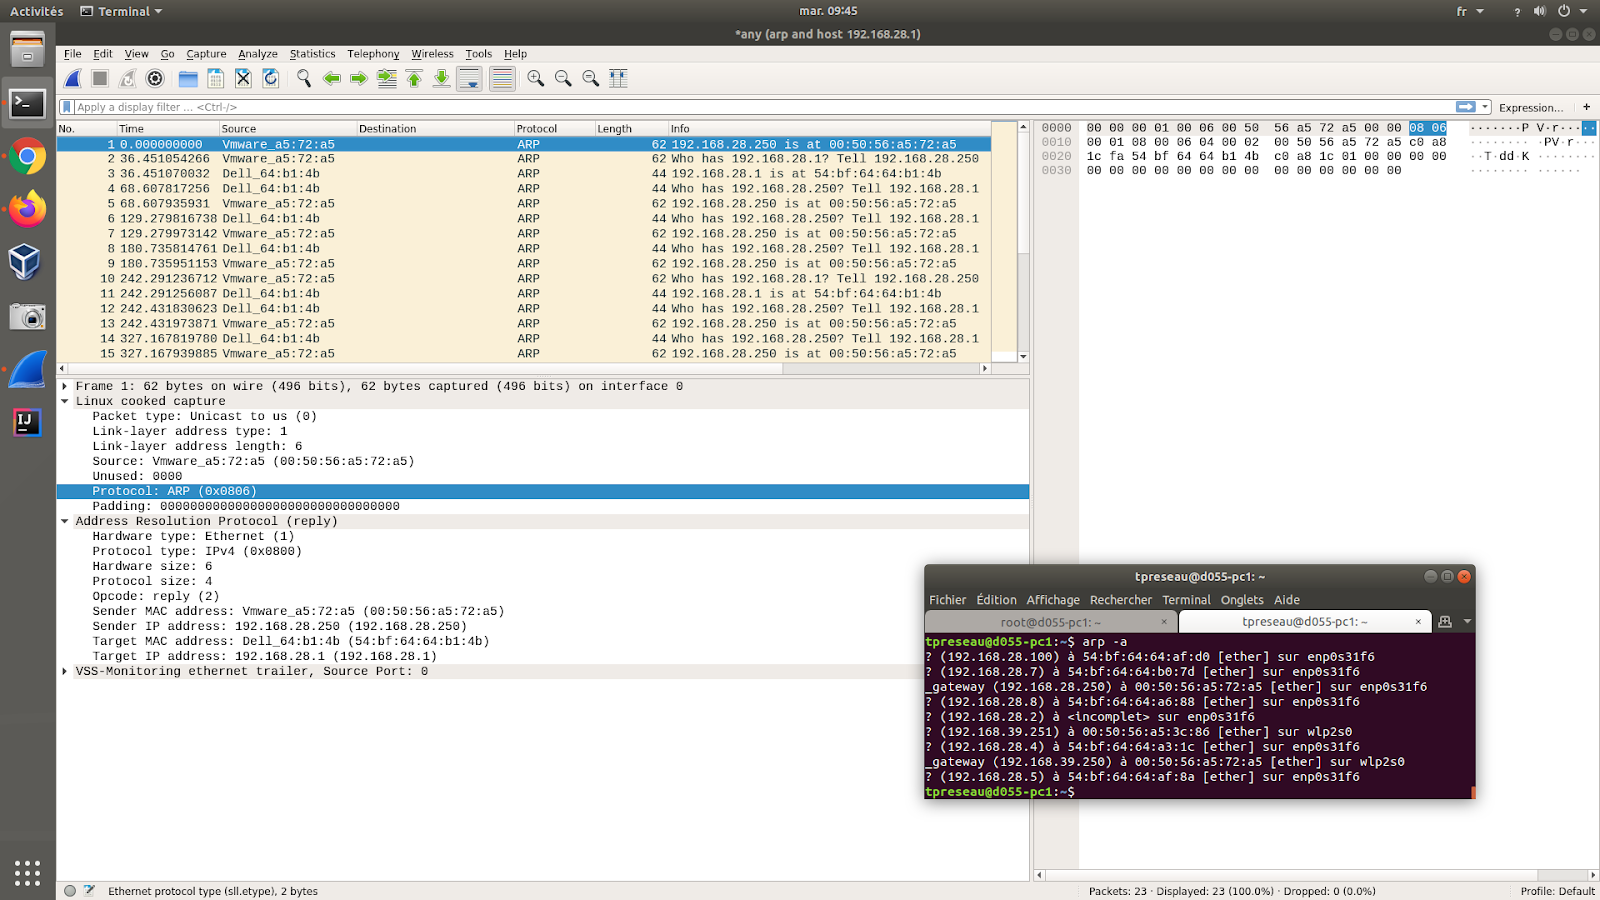 Activités Terminal mar. 09:45 fr ?
*any (arp and host 192.168.28.1)
File Edit View Go Capture Analyze Statistics Telephony Wireless Tools Help
Apply a display filter ... <Ctrl-/> Expression... +
No. Time Source Destination Protocol Length Info
1 0.000000000 Vmware_a5:72:a5 ARP 62 192.168.28.250 is at 00:50:56:a5:72:a5
2 36.451054266 Vmware_a5:72:a5 ARP 62 Who has 192.168.28.1? Tell 192.168.28.250
3 36.451070032 Dell_64:b1:4b ARP 44 192.168.28.1 is at 54:bf:64:64:b1:4b
4 68.607817256 Dell_64:b1:4b ARP 44 Who has 192.168.28.250? Tell 192.168.28.1
5 68.607935931 Vmware_a5:72:a5 ARP 62 192.168.28.250 is at 00:50:56:a5:72:a5
6 129.279816738 Dell_64:b1:4b ARP 44 Who has 192.168.28.250? Tell 192.168.28.1
7 129.279973142 Vmware_a5:72:a5 ARP 62 192.168.28.250 is at 00:50:56:a5:72:a5
8 180.735814761 Dell_64:b1:4b ARP 44 Who has 192.168.28.250? Tell 192.168.28.1
9 180.735951153 Vmware_a5:72:a5 ARP 62 192.168.28.250 is at 00:50:56:a5:72:a5
10 242.291236712 Vmware_a5:72:a5 ARP 62 Who has 192.168.28.1? Tell 192.168.28.250
11 242.291256087 Dell_64:b1:4b ARP 44 192.168.28.1 is at 54:bf:64:64:b1:4b
12 242.431830623 Dell_64:b1:4b ARP 44 Who has 192.168.28.250? Tell 192.168.28.1
13 242.431973871 Vmware_a5:72:a5 ARP 62 192.168.28.250 is at 00:50:56:a5:72:a5
14 327.167819780 Dell_64:b1:4b ARP 44 Who has 192.168.28.250? Tell 192.168.28.1
15 327.167939885 Vmware_a5:72:a5 ARP 62 192.168.28.250 is at 00:50:56:a5:72:a5
0000 00 00 00 01 00 06 00 50 56 a5 72 a5 00 00 08 06 ·······P V·r·····
0010 00 01 08 00 06 04 00 02 00 50 56 a5 72 a5 c0 a8 ········ ·PV·r···
0020 1c fa 54 bf 64 64 b1 4b c0 a8 1c 01 00 00 00 00 ··T·dd·K ········
0030 00 00 00 00 00 00 00 00 00 00 00 00 00 00 ········ ······
Frame 1: 62 bytes on wire (496 bits), 62 bytes captured (496 bits) on interface 0
Linux cooked capture
Packet type: Unicast to us (0)
Link-layer address type: 1
Link-layer address length: 6
Source: Vmware_a5:72:a5 (00:50:56:a5:72:a5)
Unused: 0000
Protocol: ARP (0x0806)
Padding: 00000000000000000000000000000000
Address Resolution Protocol (reply)
Hardware type: Ethernet (1)
Protocol type: IPv4 (0x0800)
Hardware size: 6
Protocol size: 4
Opcode: reply (2)
Sender MAC address: Vmware_a5:72:a5 (00:50:56:a5:72:a5)
Sender IP address: 192.168.28.250 (192.168.28.250)
Target MAC address: Dell_64:b1:4b (54:bf:64:64:b1:4b)
Target IP address: 192.168.28.1 (192.168.28.1)
VSS-Monitoring ethernet trailer, Source Port: 0
tpreseau@d055-pc1: ~
Fichier Édition Affichage Rechercher Terminal Onglets Aide
root@d055-pc1: ~ × tpreseau@d055-pc1: ~ ×
tpreseau@d055-pc1:~$ arp -a
? (192.168.28.100) à 54:bf:64:64:af:d0 [ether] sur enp0s31f6
? (192.168.28.7) à 54:bf:64:64:b0:7d [ether] sur enp0s31f6
_gateway (192.168.28.250) à 00:50:56:a5:72:a5 [ether] sur enp0s31f6
? (192.168.28.8) à 54:bf:64:64:a6:88 [ether] sur enp0s31f6
? (192.168.28.2) à <incomplet> sur enp0s31f6
? (192.168.39.251) à 00:50:56:a5:3c:86 [ether] sur wlp2s0
? (192.168.28.4) à 54:bf:64:64:a3:1c [ether] sur enp0s31f6
_gateway (192.168.39.250) à 00:50:56:a5:72:a5 [ether] sur wlp2s0
? (192.168.28.5) à 54:bf:64:64:af:8a [ether] sur enp0s31f6
tpreseau@d055-pc1:~$
IJ
Ethernet protocol type (sll.etype), 2 bytes Packets: 23 · Displayed: 23 (100.0%) · Dropped: 0 (0.0%) Profile: Default